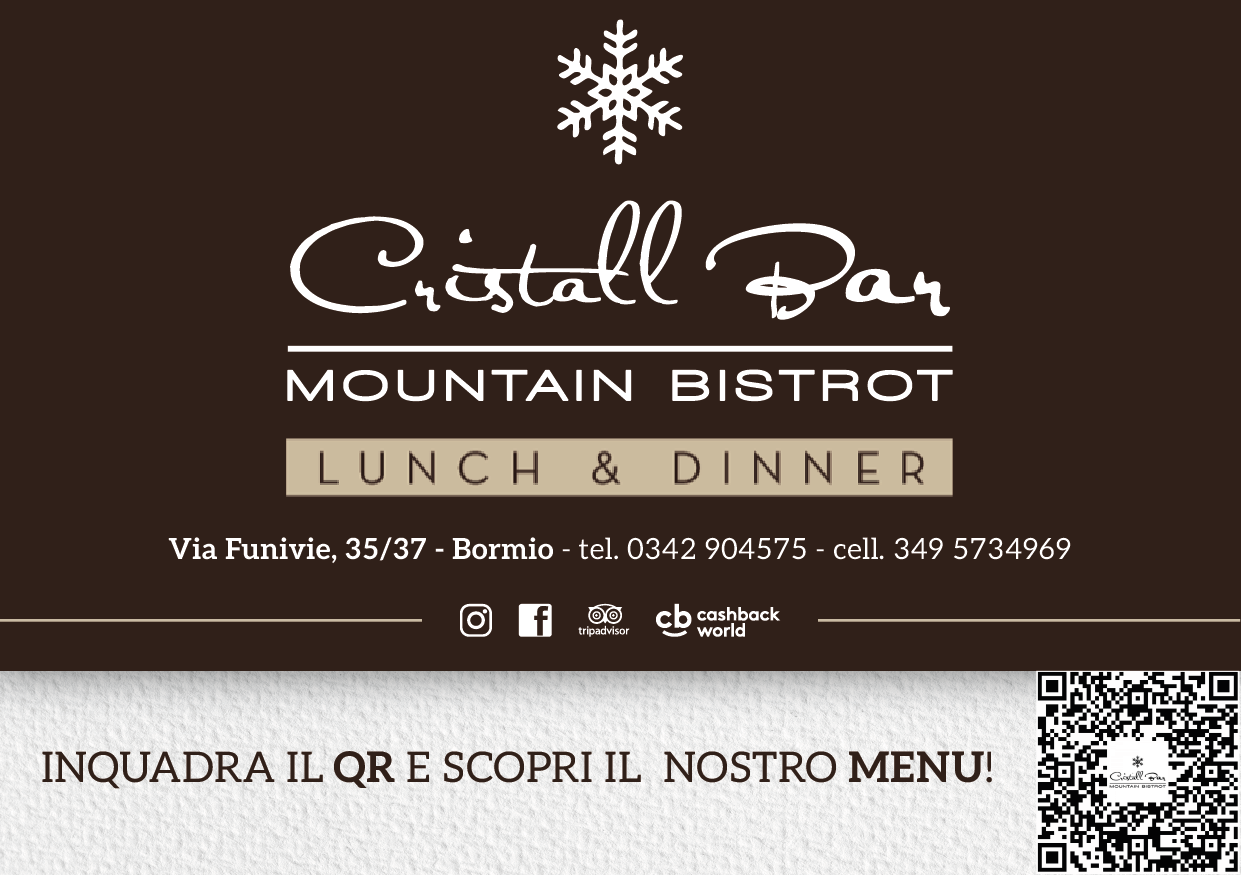 Cristall Bar
MOUNTAIN BISTROT
LUNCH & DINNER
Via Funivie, 35/37 - Bormio - tel. 0342 904575 - cell. 349 5734969
tripadvisor
cb cashback world
INQUADRA IL QR E SCOPRI IL NOSTRO MENU!
Cristall Bar
MOUNTAIN BISTROT